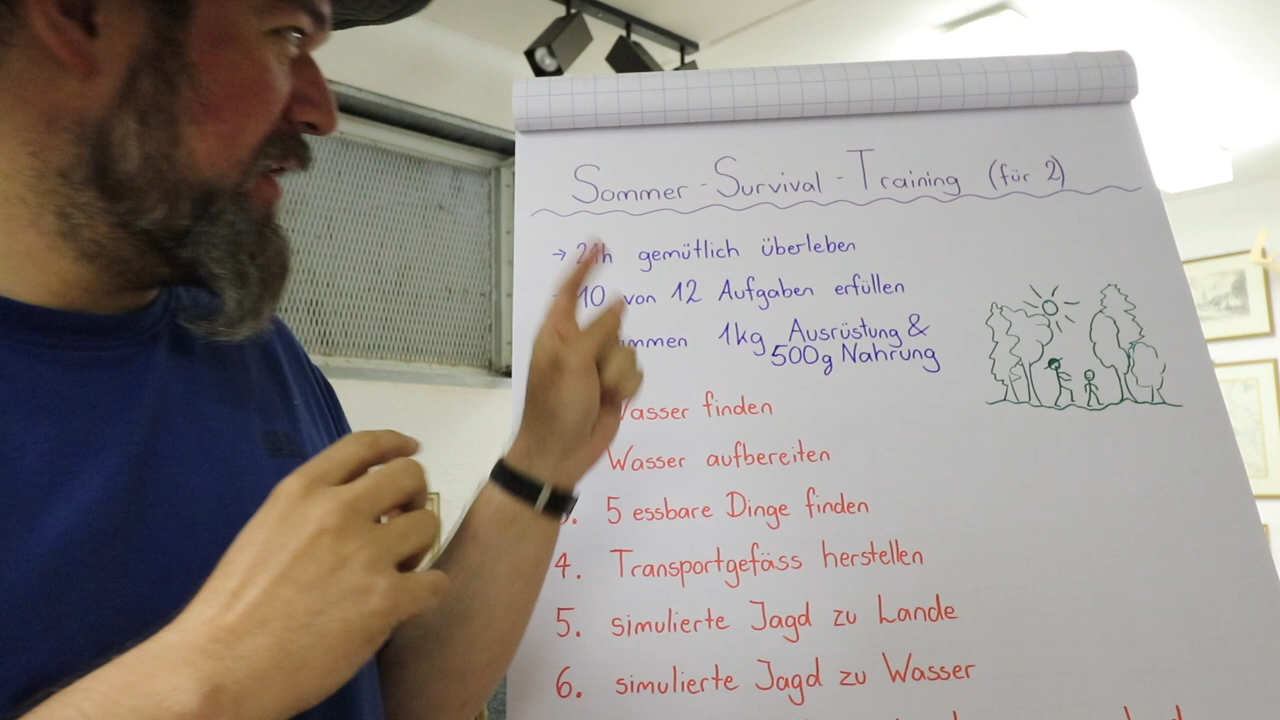 Sommer - Survival - Training (für 2)
→ 24h gemütlich überleben
10 von 12 Aufgaben erfüllen
1kg Ausrüstung &
500g Nahrung
Wasser finden
Wasser aufbereiten
3. 5 essbare Dinge finden
4. Transportgefäss herstellen
5. simulierte Jagd zu Lande
6. simulierte Jagd zu Wasser